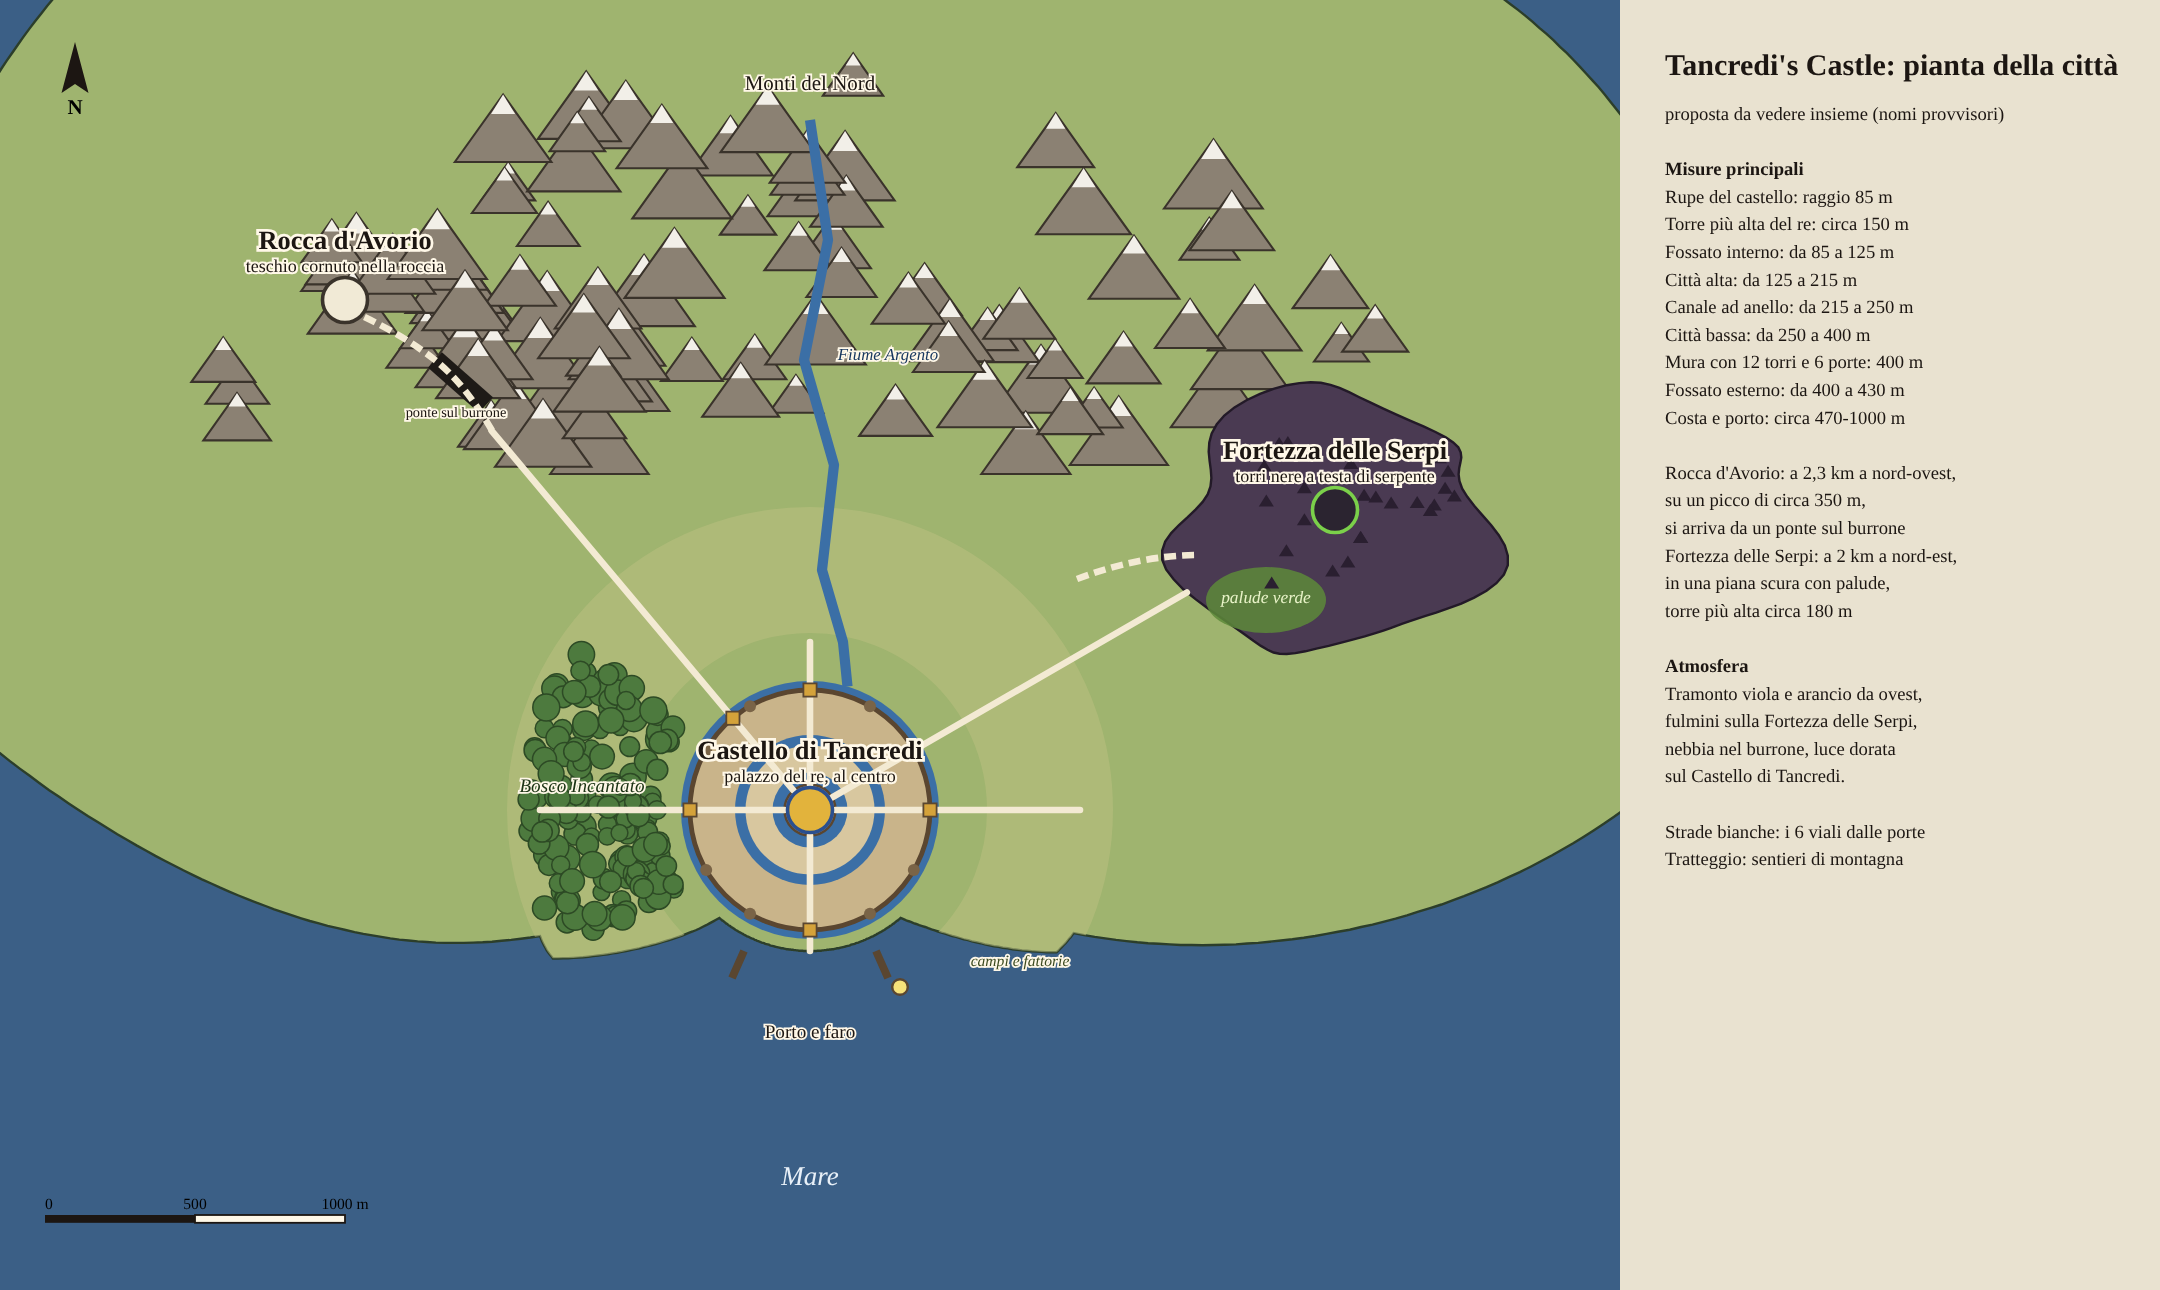 N
Monti del Nord
Rocca d'Avorio
teschio cornuto nella roccia
Fiume Argento
ponte sul burrone
Fortezza delle Serpi
torri nere a testa di serpente
palude verde
Castello di Tancredi
palazzo del re, al centro
Bosco Incantato
campi e fattorie
Porto e faro
Mare
0 500 1000 m
Tancredi's Castle: pianta della città
proposta da vedere insieme (nomi provvisori)
Misure principali
Rupe del castello: raggio 85 m
Torre più alta del re: circa 150 m
Fossato interno: da 85 a 125 m
Città alta: da 125 a 215 m
Canale ad anello: da 215 a 250 m
Città bassa: da 250 a 400 m
Mura con 12 torri e 6 porte: 400 m
Fossato esterno: da 400 a 430 m
Costa e porto: circa 470-1000 m
Rocca d'Avorio: a 2,3 km a nord-ovest,
su un picco di circa 350 m,
si arriva da un ponte sul burrone
Fortezza delle Serpi: a 2 km a nord-est,
in una piana scura con palude,
torre più alta circa 180 m
Atmosfera
Tramonto viola e arancio da ovest,
fulmini sulla Fortezza delle Serpi,
nebbia nel burrone, luce dorata
sul Castello di Tancredi.
Strade bianche: i 6 viali dalle porte
Tratteggio: sentieri di montagna